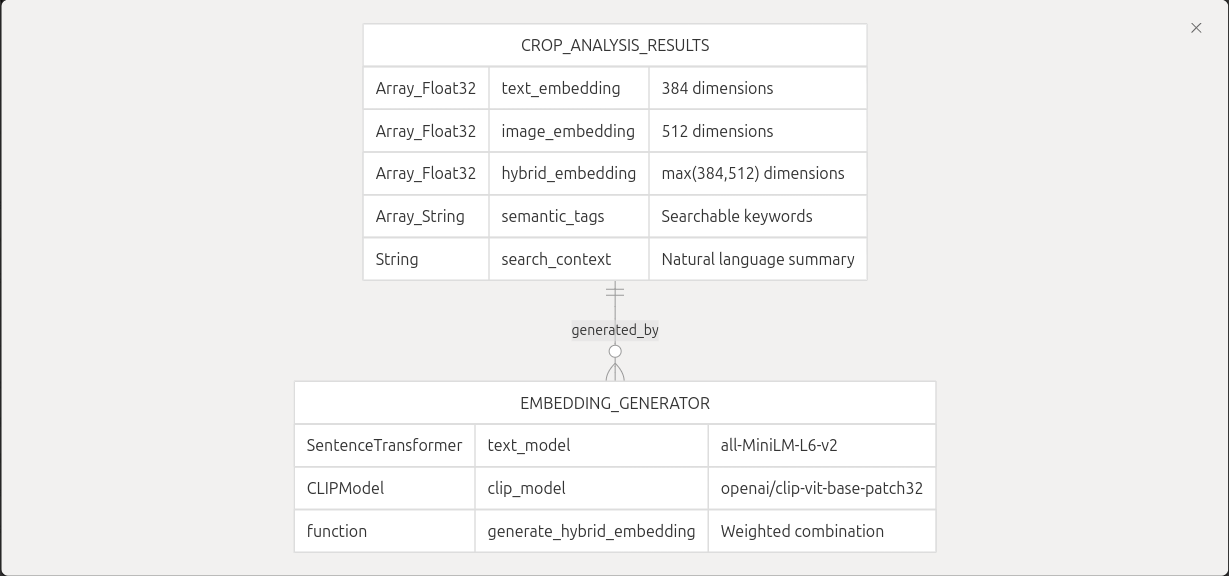 CROP_ANALYSIS_RESULTS
Array_Float32 text_embedding 384 dimensions
Array_Float32 image_embedding 512 dimensions
Array_Float32 hybrid_embedding max(384,512) dimensions
Array_String semantic_tags Searchable keywords
String search_context Natural language summary
generated_by
EMBEDDING_GENERATOR
SentenceTransformer text_model all-MiniLM-L6-v2
CLIPModel clip_model openai/clip-vit-base-patch32
function generate_hybrid_embedding Weighted combination